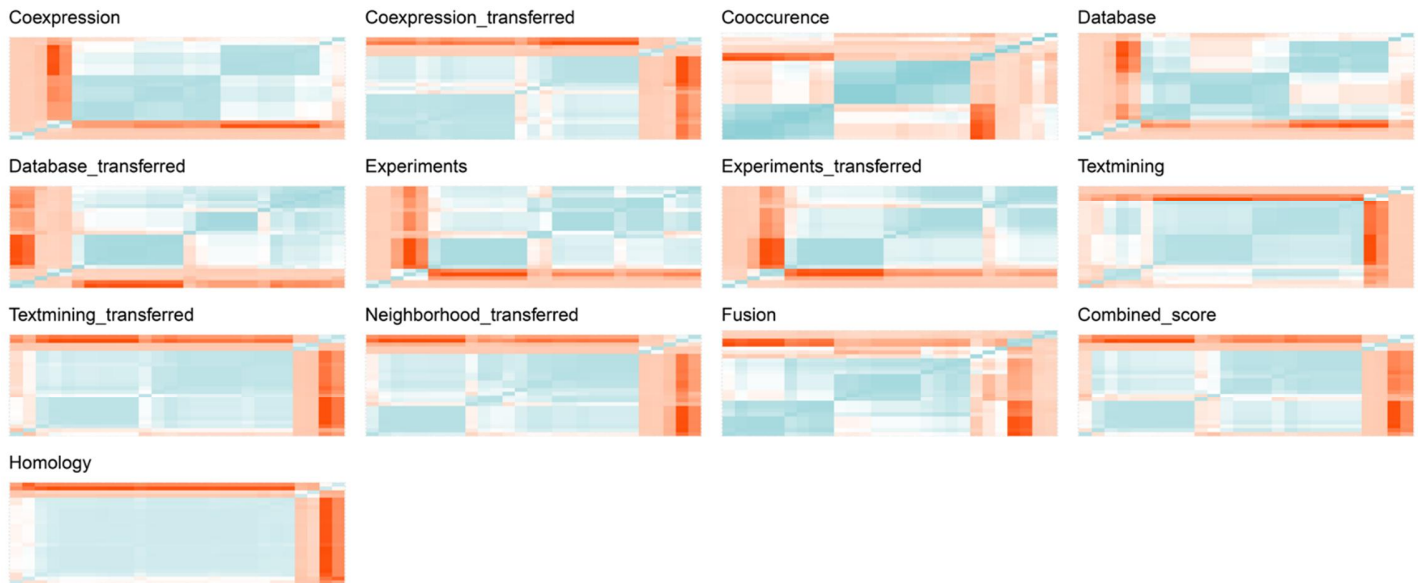 Coexpression
Coexpression_transferred
Cooccurence
Database
Database_transferred
Experiments
Experiments_transferred
Textmining
Textmining_transferred
Neighborhood_transferred
Fusion
Combined_score
Homology